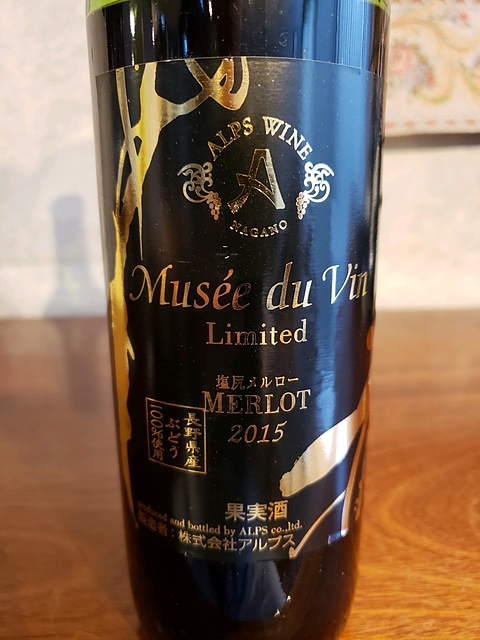 ALPS WINE
A
NAGANO
Musée du Vin
Limited
塩尻メルロー
MERLOT
2015
長野県産
ぶどう
100%使用
果実酒
produced and bottled by ALPS co.,ltd.
製造者：株式会社アルプス